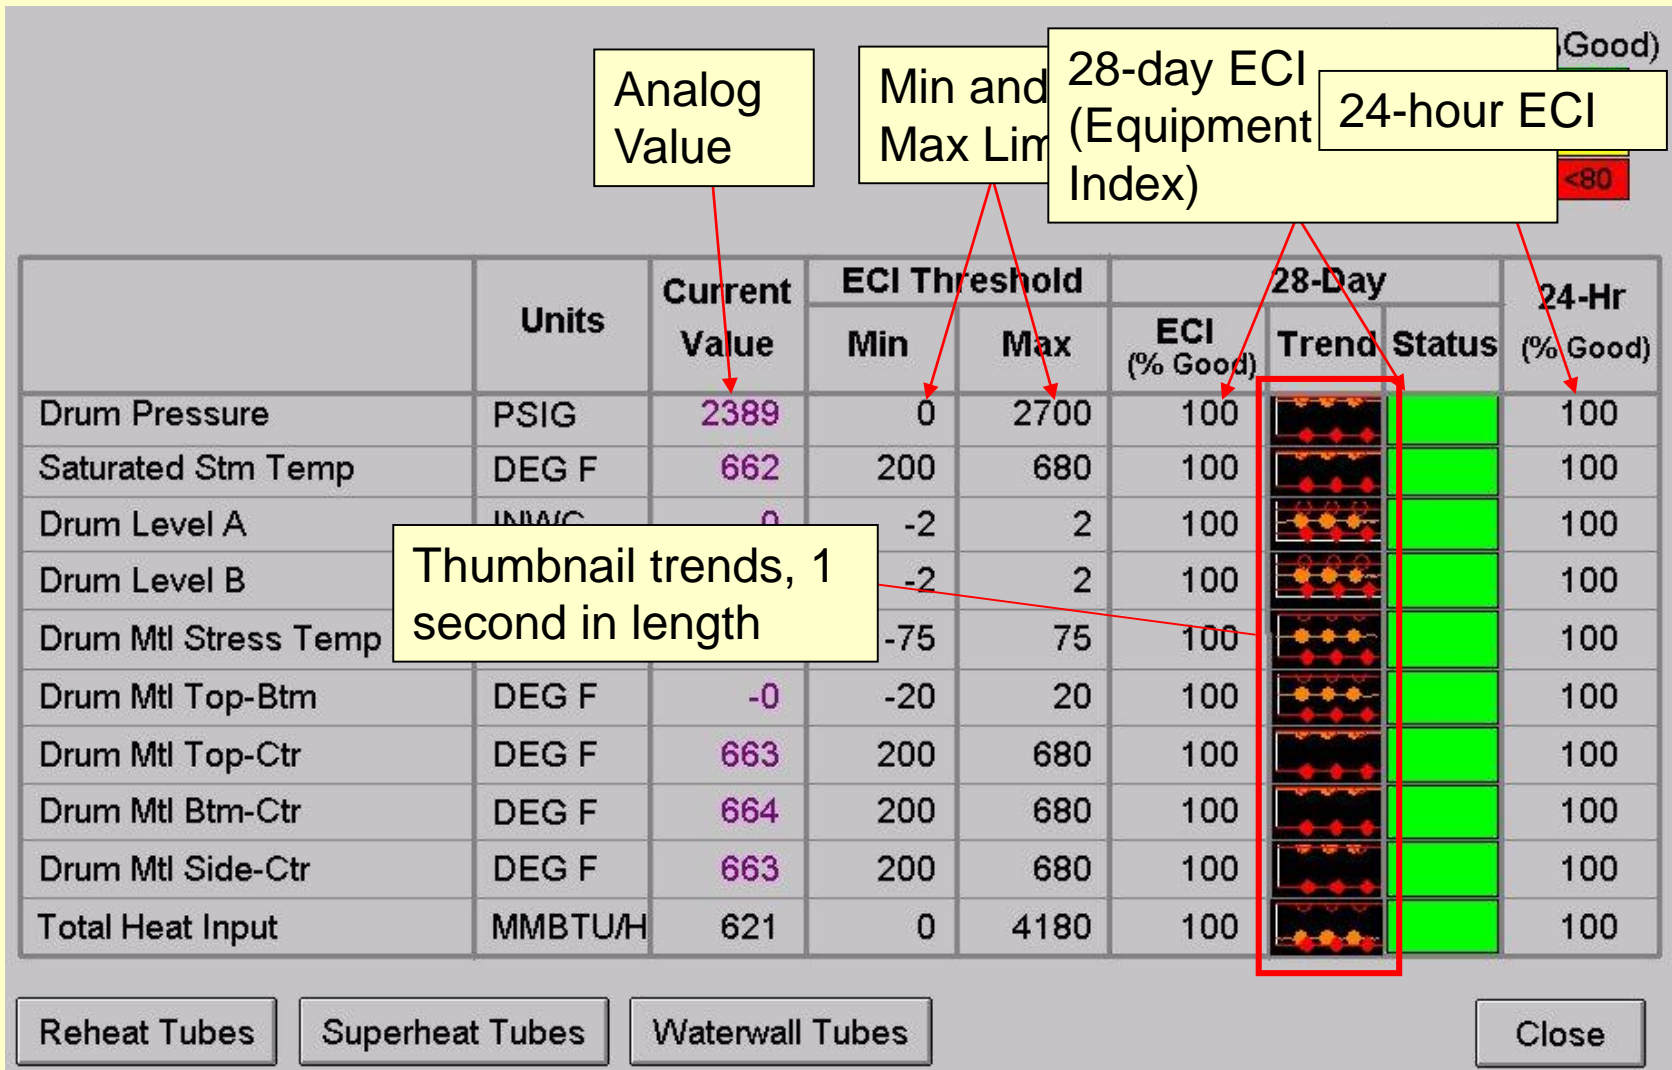 Good)
Analog
Value
Min and
Max Lim
28-day ECI
(Equipment
Index)
24-hour ECI
<80
Units
Current
Value
ECI Threshold
Min
Max
28-Day
ECI
(% Good)
Trend
Status
24-Hr
(% Good)
Drum Pressure PSIG 2389 0 2700 100 100
Saturated Stm Temp DEG F 662 200 680 100 100
Drum Level A INWC 0 -2 2 100 100
Drum Level B -2 2 100 100
Thumbnail trends, 1
second in length
Drum Mtl Stress Temp -75 75 100 100
Drum Mtl Top-Btm DEG F -0 -20 20 100 100
Drum Mtl Top-Ctr DEG F 663 200 680 100 100
Drum Mtl Btm-Ctr DEG F 664 200 680 100 100
Drum Mtl Side-Ctr DEG F 663 200 680 100 100
Total Heat Input MMBTU/H 621 0 4180 100 100
Reheat Tubes Superheat Tubes Waterwall Tubes Close